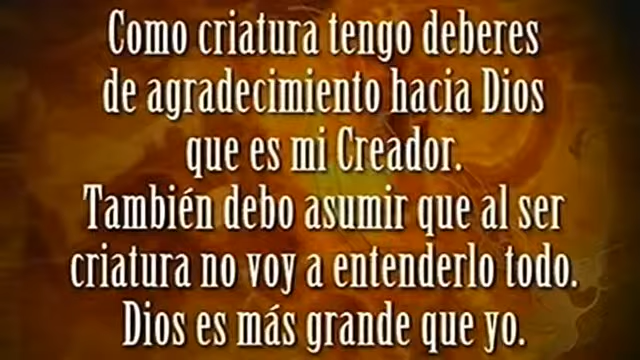 Como criatura tengo deberes
de agradecimiento hacia Dios
que es mi Creador.
También debo asumir que al ser
criatura no voy a entenderlo todo.
Dios es más grande que yo.